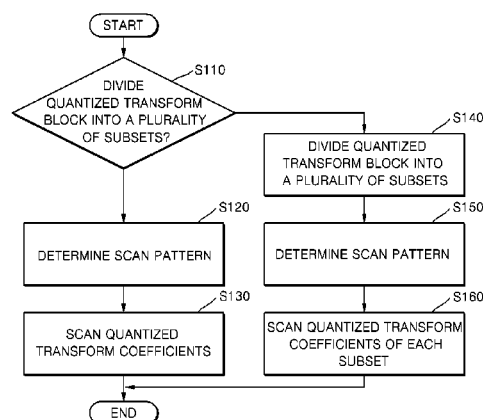 START
S110
DIVIDE
QUANTIZED TRANSFORM
BLOCK INTO A PLURALITY
OF SUBSETS?
S140
DIVIDE QUANTIZED
TRANSFORM BLOCK INTO
A PLURALITY OF SUBSETS
S120
DETERMINE SCAN PATTERN
S150
DETERMINE SCAN PATTERN
S130
SCAN QUANTIZED
TRANSFORM COEFFICIENTS
S160
SCAN QUANTIZED TRANSFORM
COEFFICIENTS OF EACH
SUBSET
END